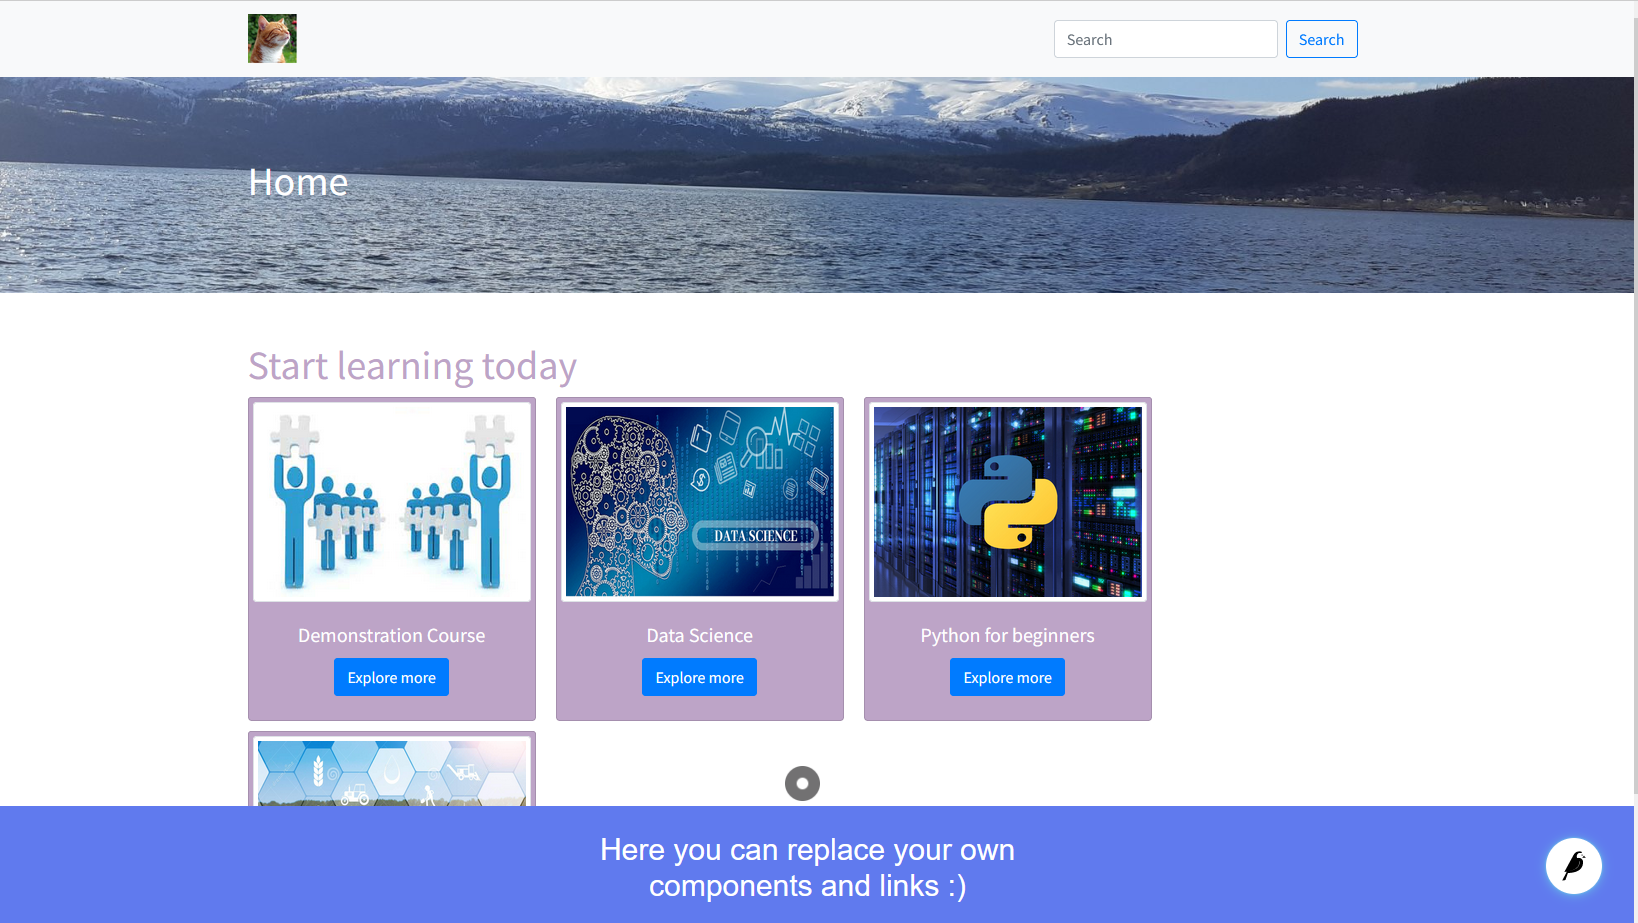 Search
Search
Home
Start learning today
DATA SCIENCE
Demonstration Course
Data Science
Python for beginners
Explore more
Explore more
Explore more
Here you can replace your own
components and links :)